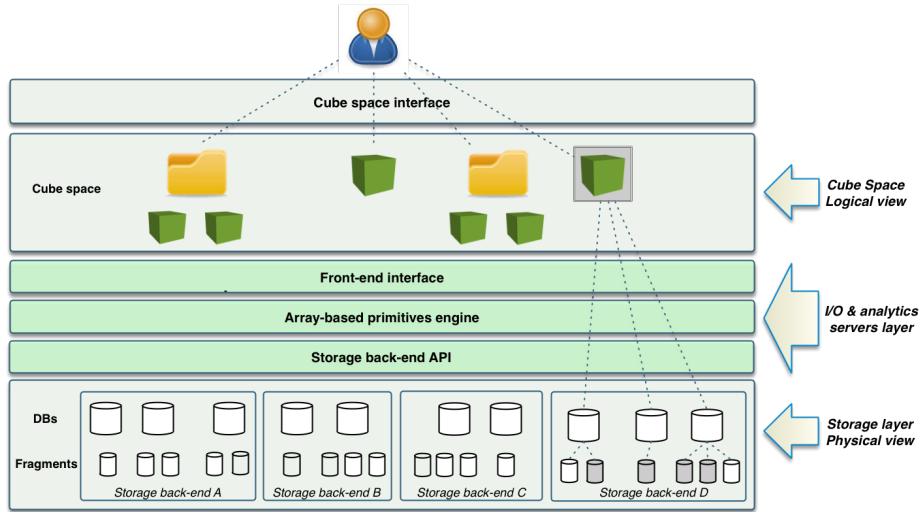 Cube space interface
Cube space
Cube Space
Logical view
Front-end interface
Array-based primitives engine
I/O & analytics
servers layer
Storage back-end API
DBs
Fragments
Storage layer
Physical view
Storage back-end A
Storage back-end B
Storage back-end C
Storage back-end D